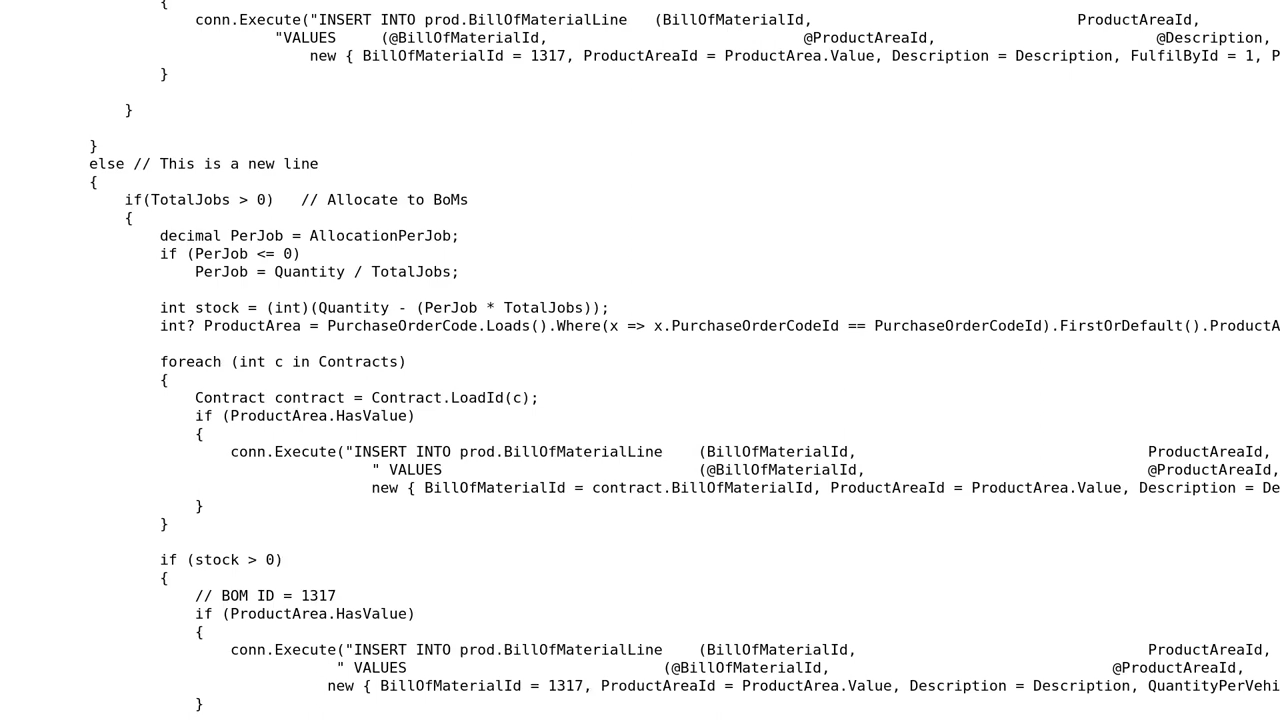 {
conn.Execute("INSERT INTO prod.BillOfMaterialLine   (BillOfMaterialId,                              ProductAreaId,
"VALUES     (@BillOfMaterialId,                             @ProductAreaId,                         @Description,
new { BillOfMaterialId = 1317, ProductAreaId = ProductArea.Value, Description = Description, FulfilById = 1, P
}
}
}
else // This is a new line
{
if(TotalJobs > 0)   // Allocate to BoMs
{
decimal PerJob = AllocationPerJob;
if (PerJob <= 0)
PerJob = Quantity / TotalJobs;
int stock = (int)(Quantity - (PerJob * TotalJobs));
int? ProductArea = PurchaseOrderCode.Loads().Where(x => x.PurchaseOrderCodeId == PurchaseOrderCodeId).FirstOrDefault().ProductA
foreach (int c in Contracts)
{
Contract contract = Contract.LoadId(c);
if (ProductArea.HasValue)
{
conn.Execute("INSERT INTO prod.BillOfMaterialLine    (BillOfMaterialId,                                 ProductAreaId,
" VALUES                             (@BillOfMaterialId,                                @ProductAreaId,
new { BillOfMaterialId = contract.BillOfMaterialId, ProductAreaId = ProductArea.Value, Description = De
}
}
if (stock > 0)
{
// BOM ID = 1317
if (ProductArea.HasValue)
{
conn.Execute("INSERT INTO prod.BillOfMaterialLine    (BillOfMaterialId,                                 ProductAreaId,
" VALUES                             (@BillOfMaterialId,                                @ProductAreaId,
new { BillOfMaterialId = 1317, ProductAreaId = ProductArea.Value, Description = Description, QuantityPerVehi
}